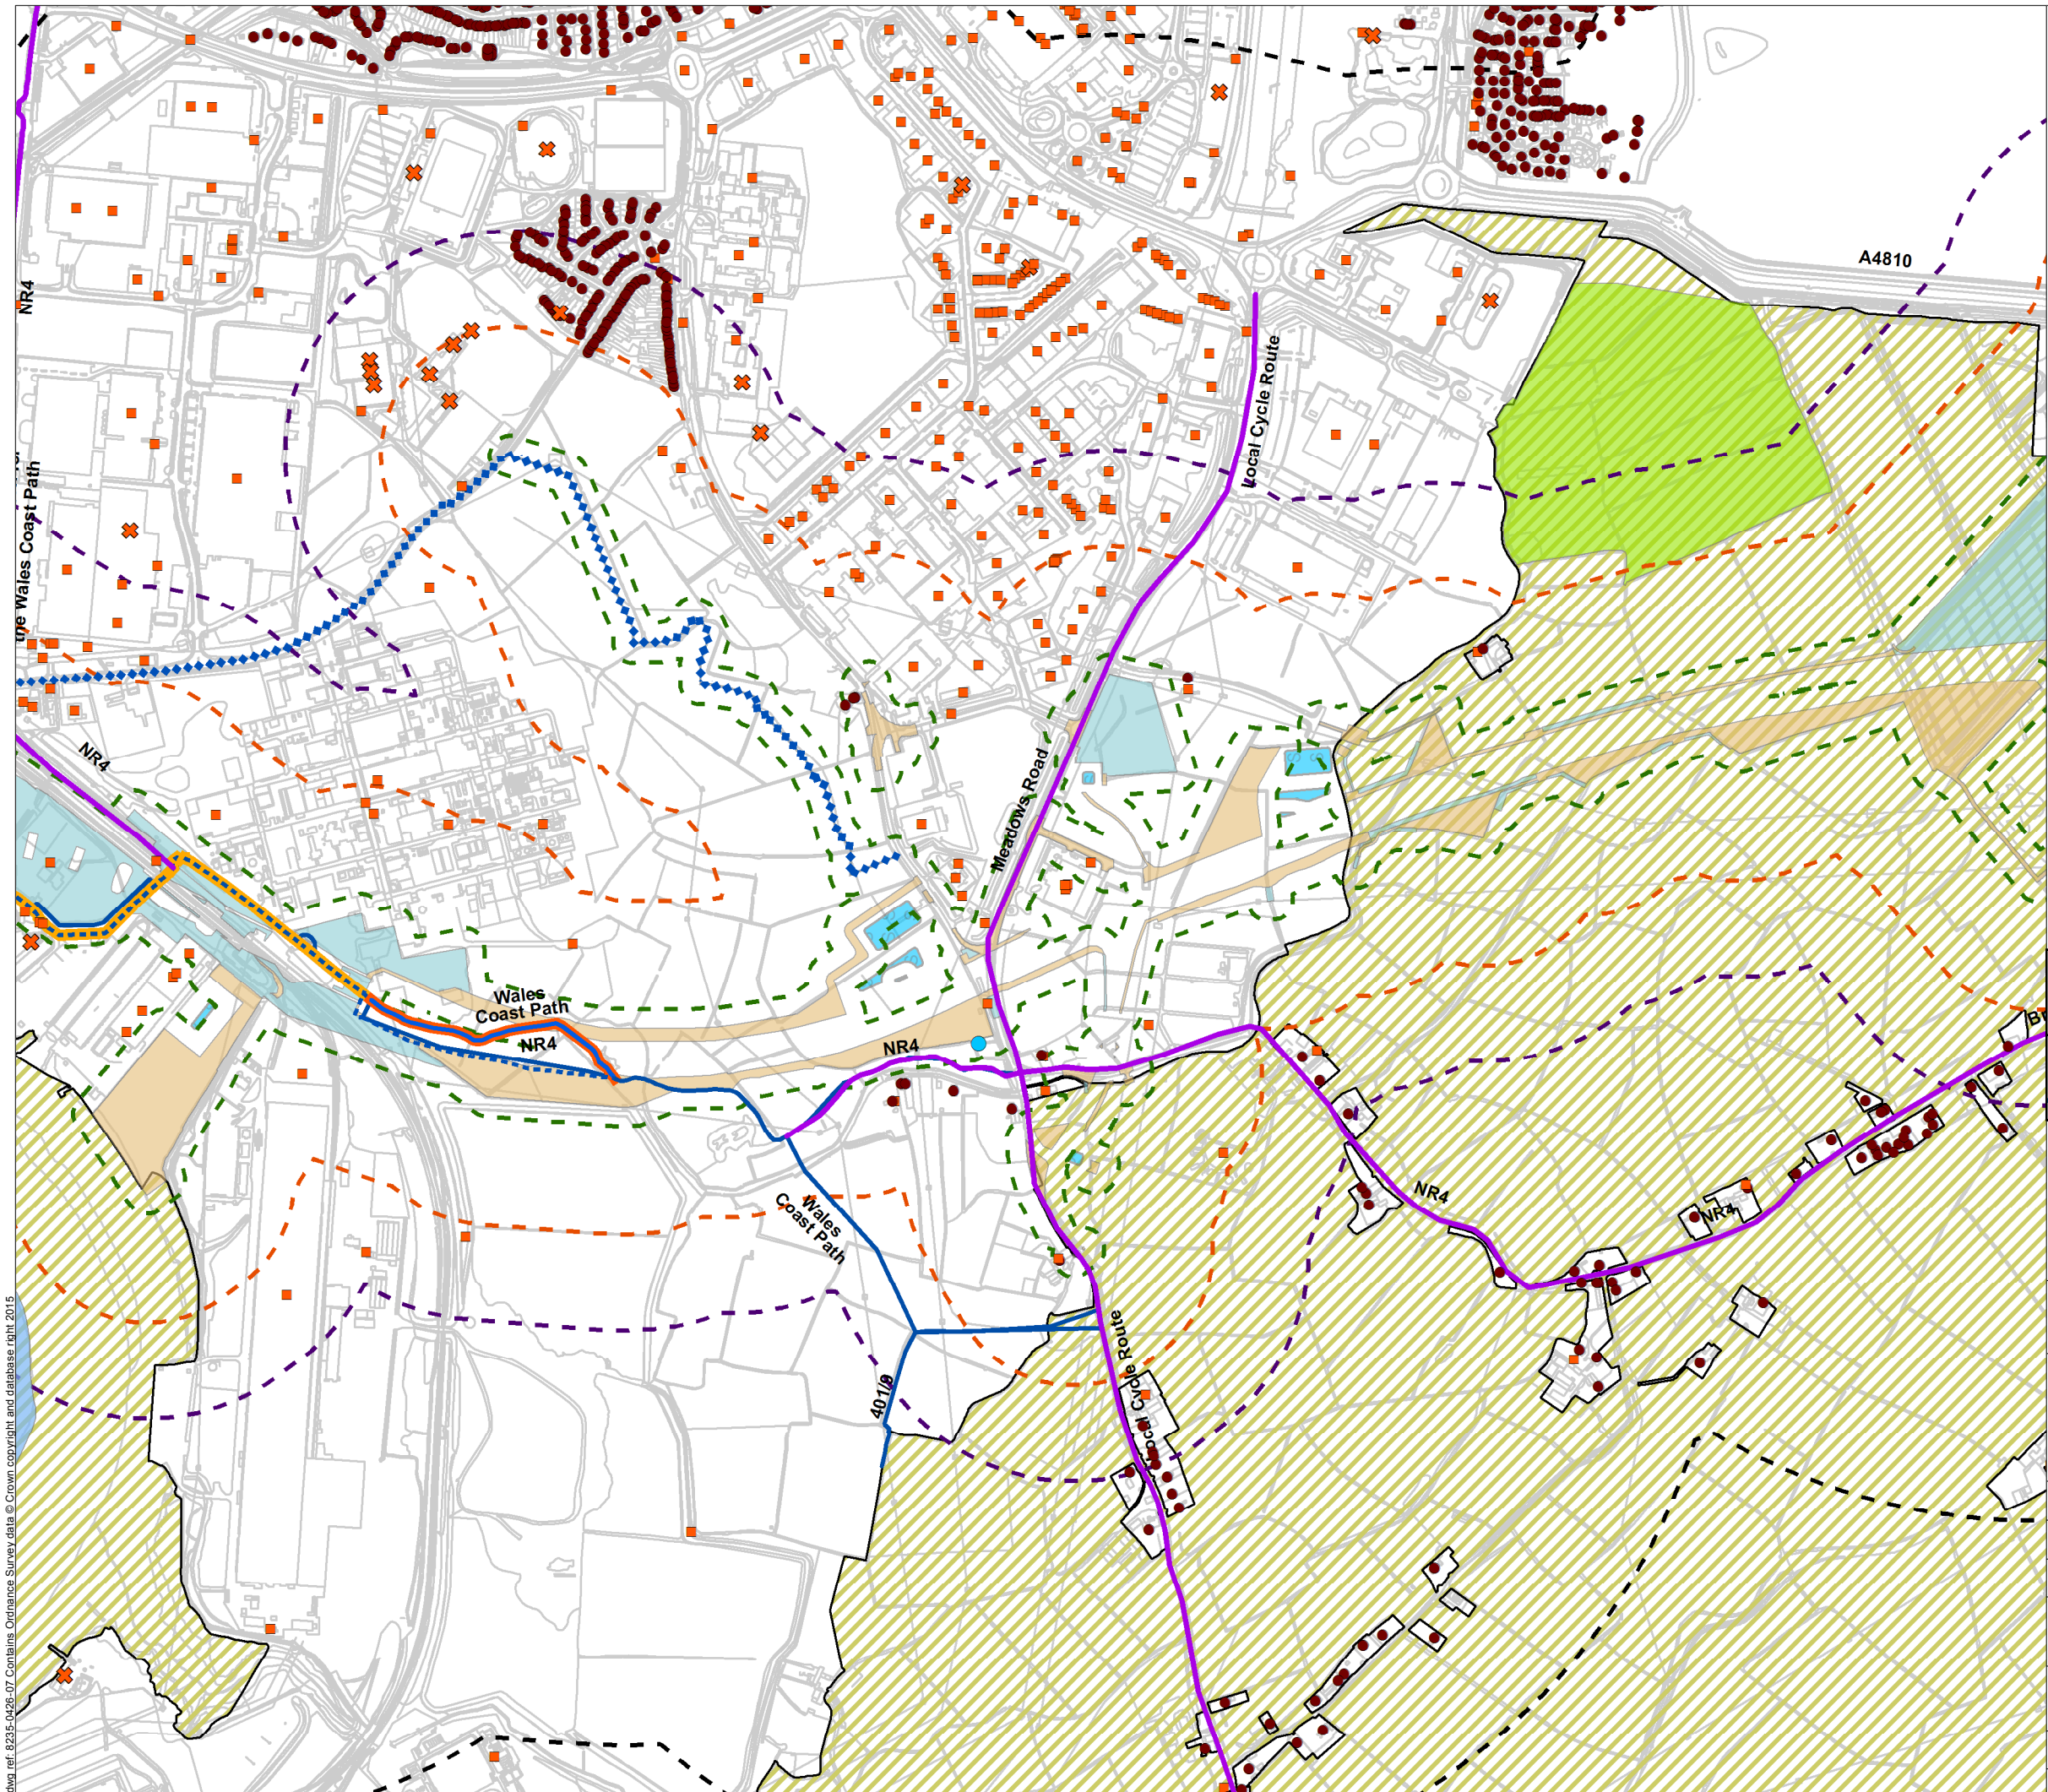 A4810
NR4
Local Cycle Route
the Wales Coast Path
NR4
Meadows Road
Wales
Coast Path
NR4
NR4
Wales
Coast Path
NR4
NR4
401/9
Local Cycle Route
dwg ref: 8235-0426-07 Contains Ordnance Survey data © Crown copyright and database right 2015